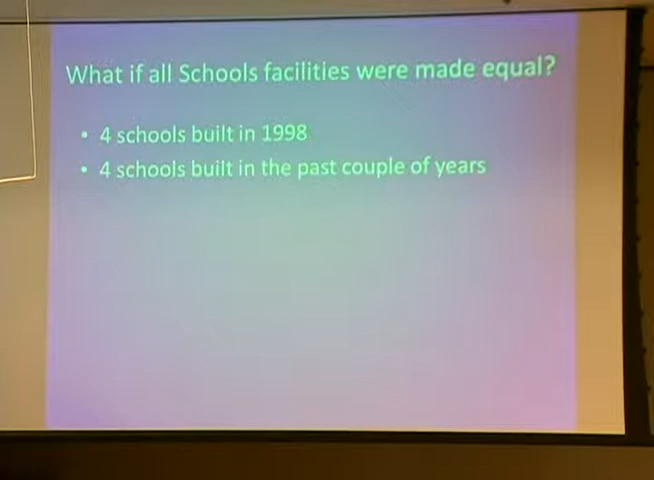 What if all Schools facilities were made equal?
• 4 schools built in 1998
• 4 schools built in the past couple of years